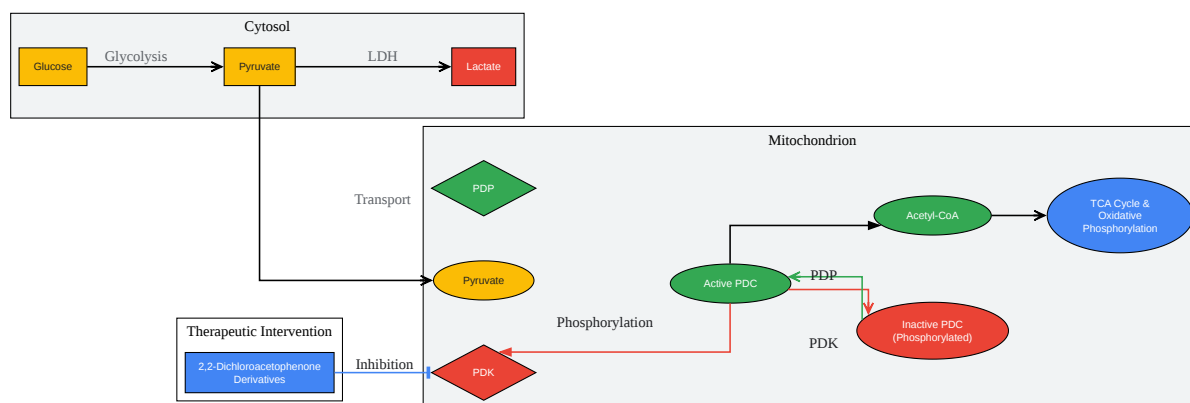 Cytosol
Glucose
Glycolysis
Pyruvate
LDH
Lactate
Mitochondrion
Transport
PDP
Acetyl-CoA
TCA Cycle &
Oxidative
Phosphorylation
Pyruvate
Active PDC
PDP
Phosphorylation
Inactive PDC
(Phosphorylated)
PDK
Therapeutic Intervention
2,2-Dichloroacetophenone
Derivatives
Inhibition
PDK